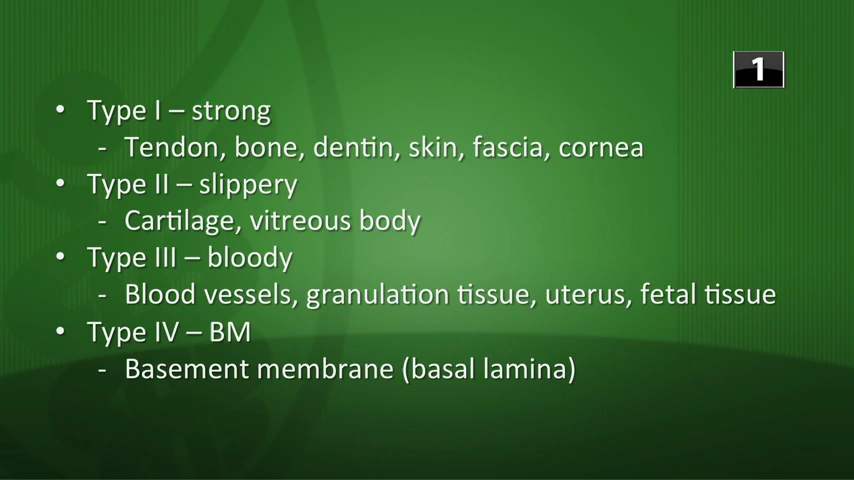 1
• Type I – strong
- Tendon, bone, dentin, skin, fascia, cornea
• Type II – slippery
- Cartilage, vitreous body
• Type III – bloody
- Blood vessels, granulation tissue, uterus, fetal tissue
• Type IV – BM
- Basement membrane (basal lamina)